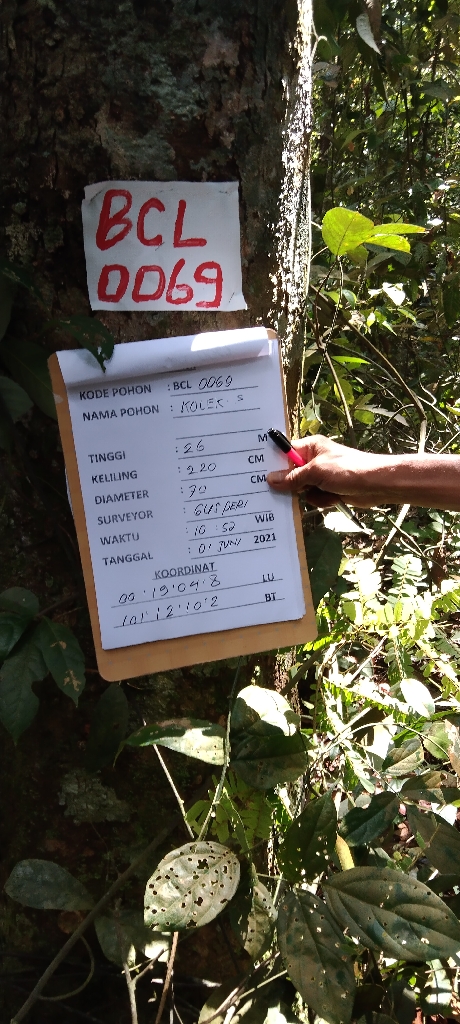 BCL
0069
KODE POHON : BCL 0069
NAMA POHON : KOLEK. S
TINGGI : 26 M
KELILING : 220 CM
DIAMETER : 70 CM
SURVEYOR : GUSPERI
WAKTU : 10 : 52 WIB
TANGGAL : 01 JUNI 2021
KOORDINAT
00 : 19 : 04 : 8 LU
101 : 12 : 10 : 2 BT